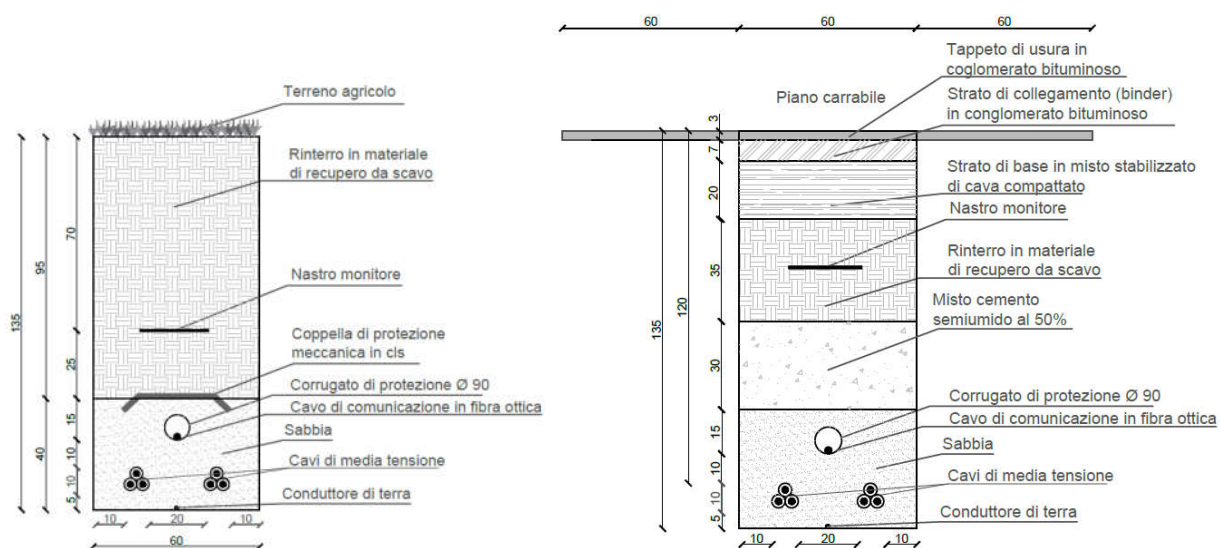 Terreno agricolo
Rinterro in materiale
di recupero da scavo
Nastro monitore
Coppella di protezione
meccanica in cls
Corrugato di protezione Ø 90
Cavo di comunicazione in fibra ottica
Sabbia
Cavi di media tensione
Conduttore di terra
135
95
40
70
25
15
10
10
5
10
20
10
60
60
60
60
Piano carrabile
Tappeto di usura in
coglomerato bituminoso
Strato di collegamento (binder)
in conglomerato bituminoso
Strato di base in misto stabilizzato
di cava compattato
Nastro monitore
Rinterro in materiale
di recupero da scavo
Misto cemento
semiumido al 50%
Corrugato di protezione Ø 90
Cavo di comunicazione in fibra ottica
Sabbia
Cavi di media tensione
Conduttore di terra
135
120
3
7
20
35
30
15
10
10
5
10
20
10